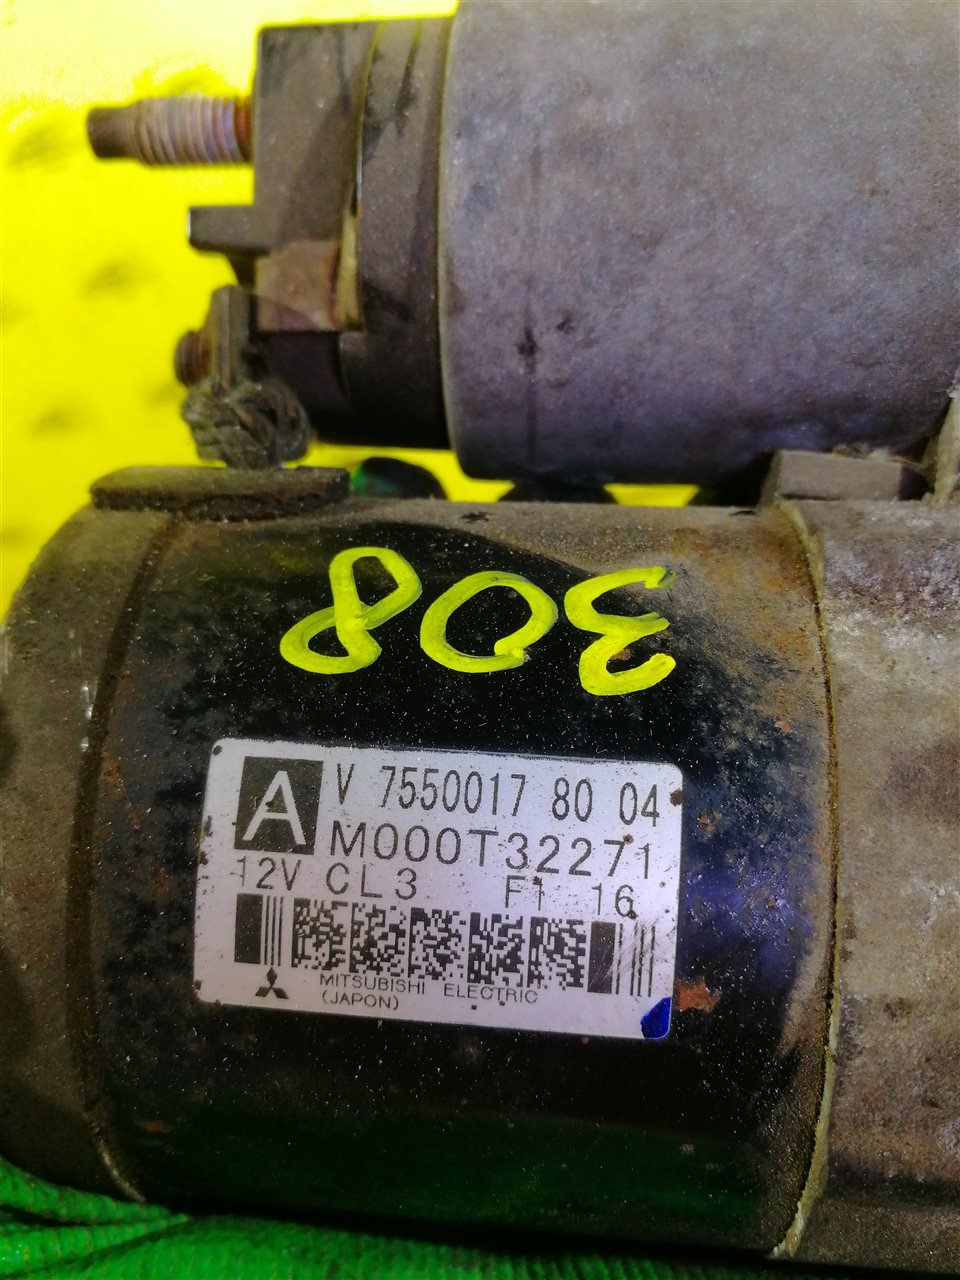 308
A V 7550017 80 04
M000T32271
12V CL3 F1 16
MITSUBISHI ELECTRIC
(JAPON)